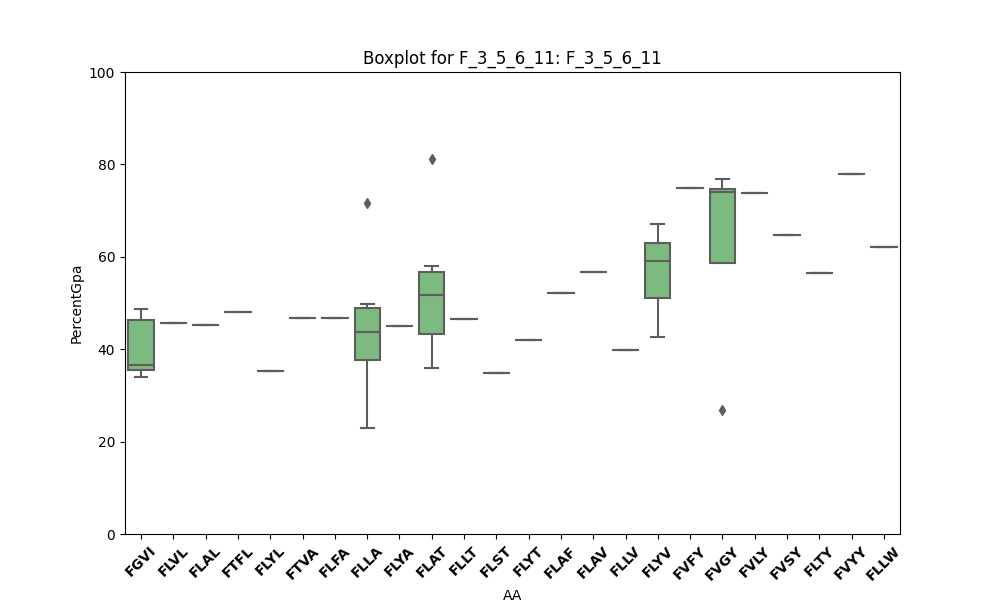 Boxplot for F_3_5_6_11: F_3_5_6_11
100
80
60
40
20
0
PercentGpa
FGVI FLVL FLAL FTFL FLYL FTVA FLFA FLLA FLYA FLAT FLLT FLST FLYT FLAF FLAV FLLV FLYV FVFY FVGY FVLY FVSY FLTY FVYY FLLW
AA